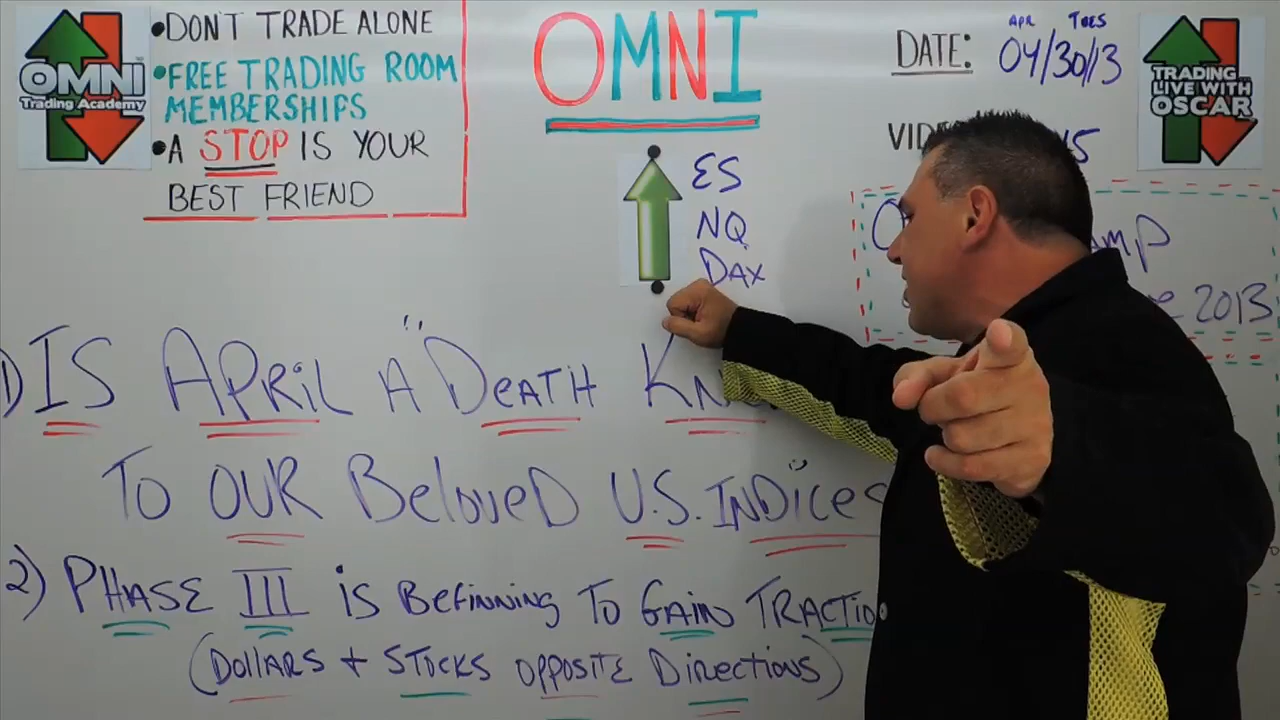 OMNI
Trading Academy
•DON'T TRADE ALONE
•FREE TRADING ROOM
MEMBERSHIPS
•A STOP IS YOUR
BEST FRIEND
OMNI
ES
NQ
DAX
APR TUES
DATE: 04/30/13
TRADING
LIVE WITH
OSCAR
2013
1) IS APRIL A "DEATH
TO OUR BELOVED U.S. INDICES
2) PHASE III IS BEGINNING TO GAIN
(DOLLARS + STOCKS OPPOSITE DIRECTIONS)